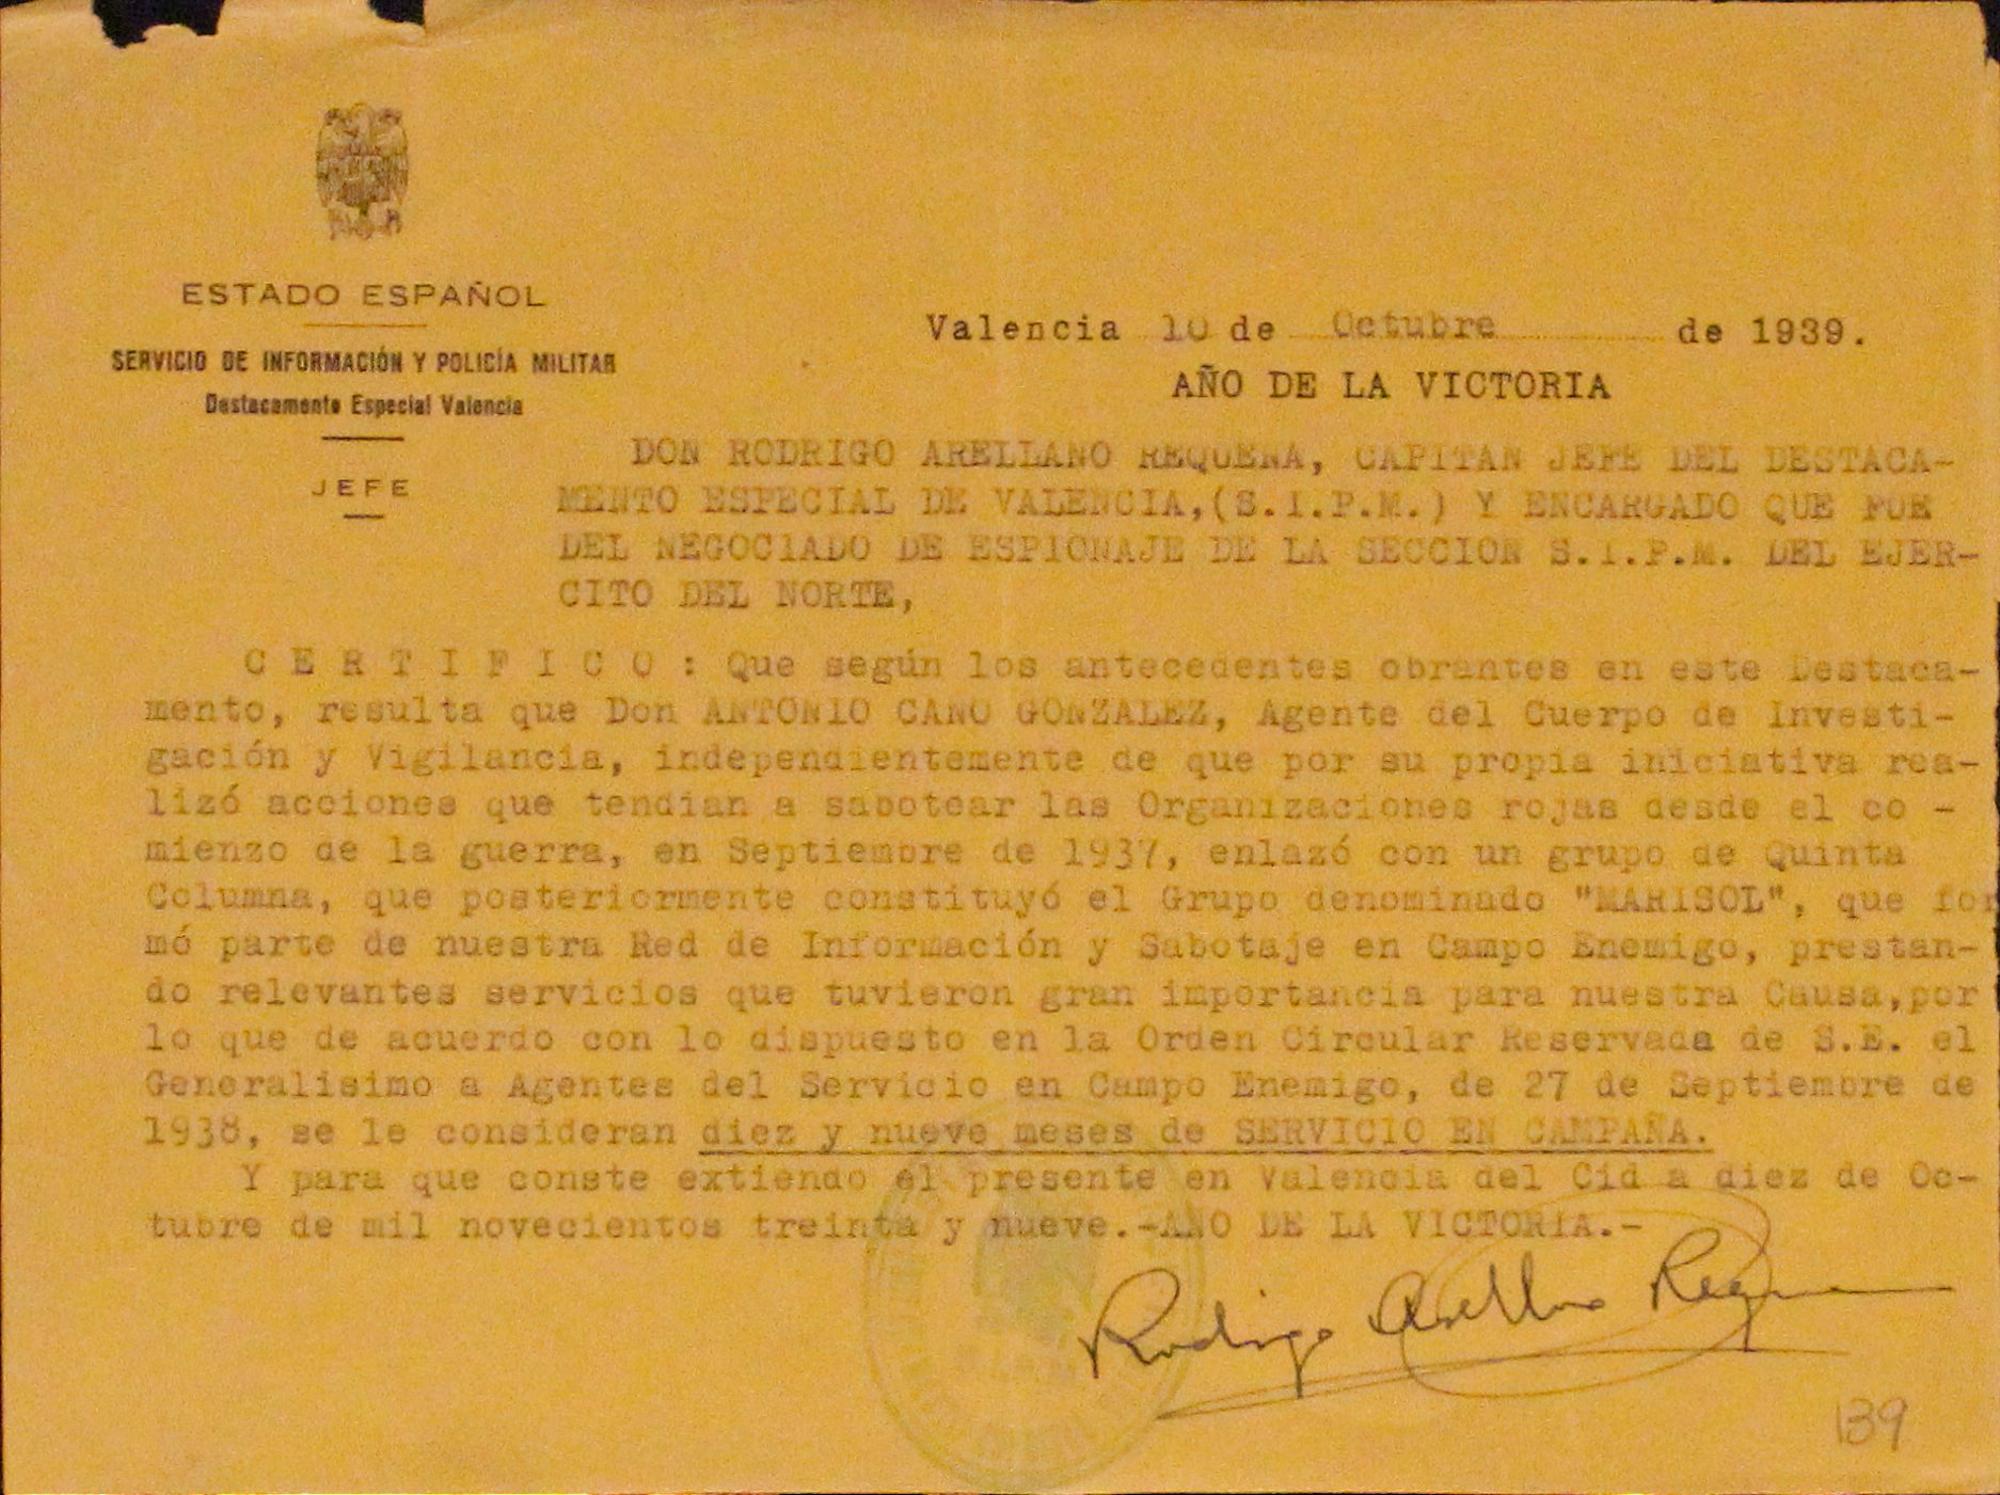 ESTADO ESPAÑOL
SERVICIO DE INFORMACIÓN Y POLICÍA MILITAR
Destacamento Especial Valencia
JEFE
Valencia 10 de Octubre de 1939.
AÑO DE LA VICTORIA
DON RODRIGO ARELLANO REQUENA, CAPITAN JEFE DEL DESTACA-
MENTO ESPECIAL DE VALENCIA,(S.I.P.M.) Y ENCARGADO QUE FUE
DEL NEGOCIADO DE ESPIONAJE DE LA SECCION S.I.P.M. DEL EJER-
CITO DEL NORTE,
C E R T I F I C O : Que según los antecedentes obrantes en este Destaca-
mento, resulta que Don ANTONIO CANO GONZALEZ, Agente del Cuerpo de Investi-
gación y Vigilancia, independientemente de que por su propia iniciativa rea-
lizó acciones que tendian a sabotear las Organizaciones rojas desde el co -
mienzo de la guerra, en Septiembre de 1937, enlazó con un grupo de Quinta
Columna, que posteriormente constituyó el Grupo denominado "MARISOL", que for
mó parte de nuestra Red de Información y Sabotaje en Campo Enemigo, prestan-
do relevantes servicios que tuvieron gran importancia para nuestra Causa,por
lo que de acuerdo con lo dispuesto en la Orden Circular Reservada de S.E. el
Generalisimo a Agentes del Servicio en Campo Enemigo, de 27 de Septiembre de
1938, se le consideran diez y nueve meses de SERVICIO EN CAMPAÑA.
Y para que conste extiendo el presente en Valencia del Cid a diez de Oc-
tubre de mil novecientos treinta y nueve.-AÑO DE LA VICTORIA.-
Rodrigo Arellano Requena
139